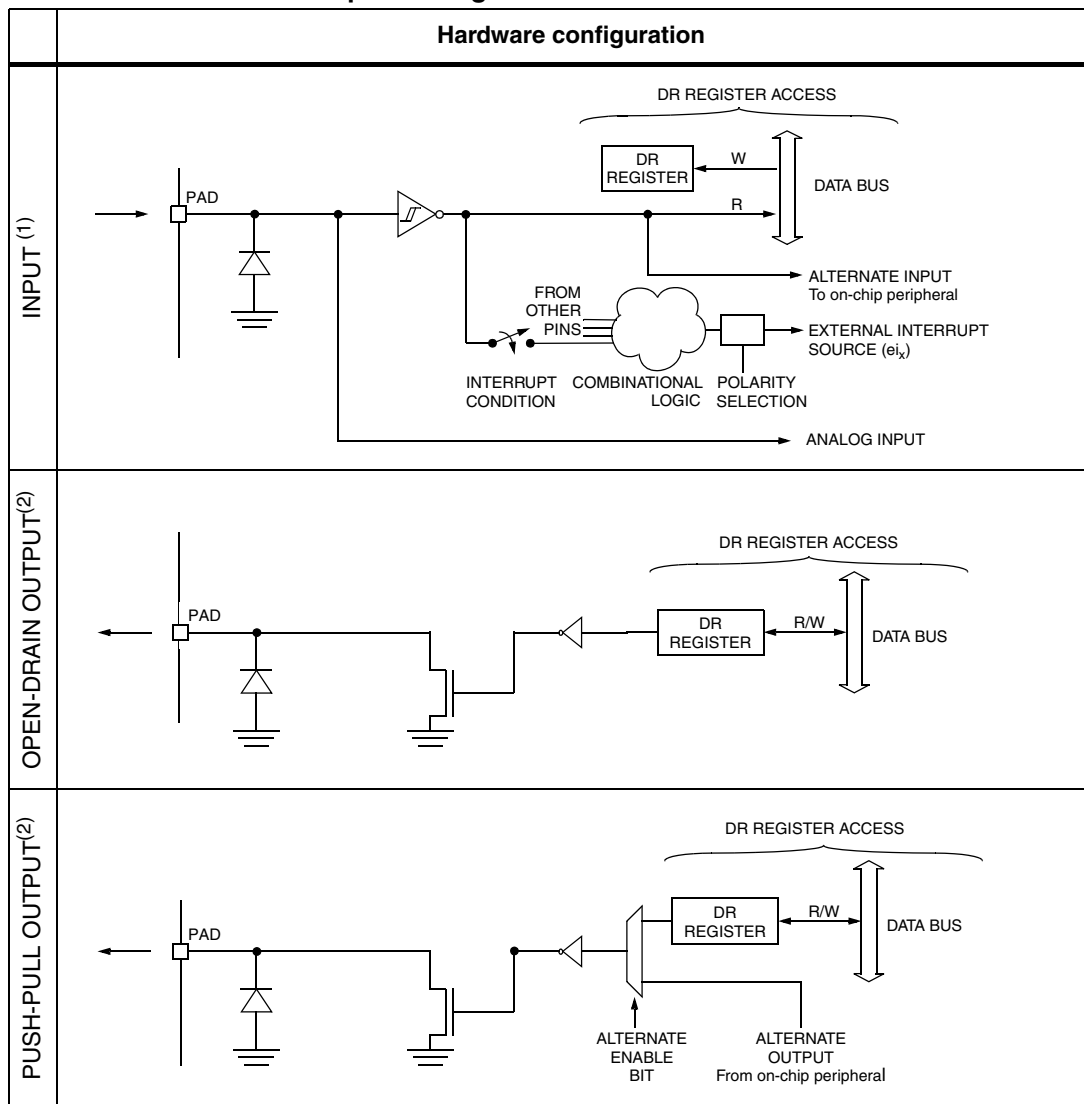 Hardware configuration
INPUT (1)
DR REGISTER ACCESS
DR
REGISTER
W
R
DATA BUS
PAD
ALTERNATE INPUT
To on-chip peripheral
FROM
OTHER
PINS
EXTERNAL INTERRUPT
SOURCE (eix)
INTERRUPT
CONDITION
COMBINATIONAL
LOGIC
POLARITY
SELECTION
ANALOG INPUT
OPEN-DRAIN OUTPUT(2)
DR REGISTER ACCESS
PAD
DR
REGISTER
R/W
DATA BUS
PUSH-PULL OUTPUT(2)
DR REGISTER ACCESS
PAD
DR
REGISTER
R/W
DATA BUS
ALTERNATE
ENABLE
BIT
ALTERNATE
OUTPUT
From on-chip peripheral